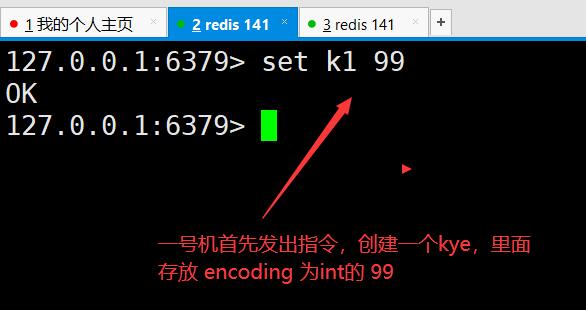 1 我的个人主页 × 2 redis 141 × 3 redis 141 × +
127.0.0.1:6379> set k1 99
OK
127.0.0.1:6379>
一号机首先发出指令，创建一个kye，里面
存放 encoding 为int的 99